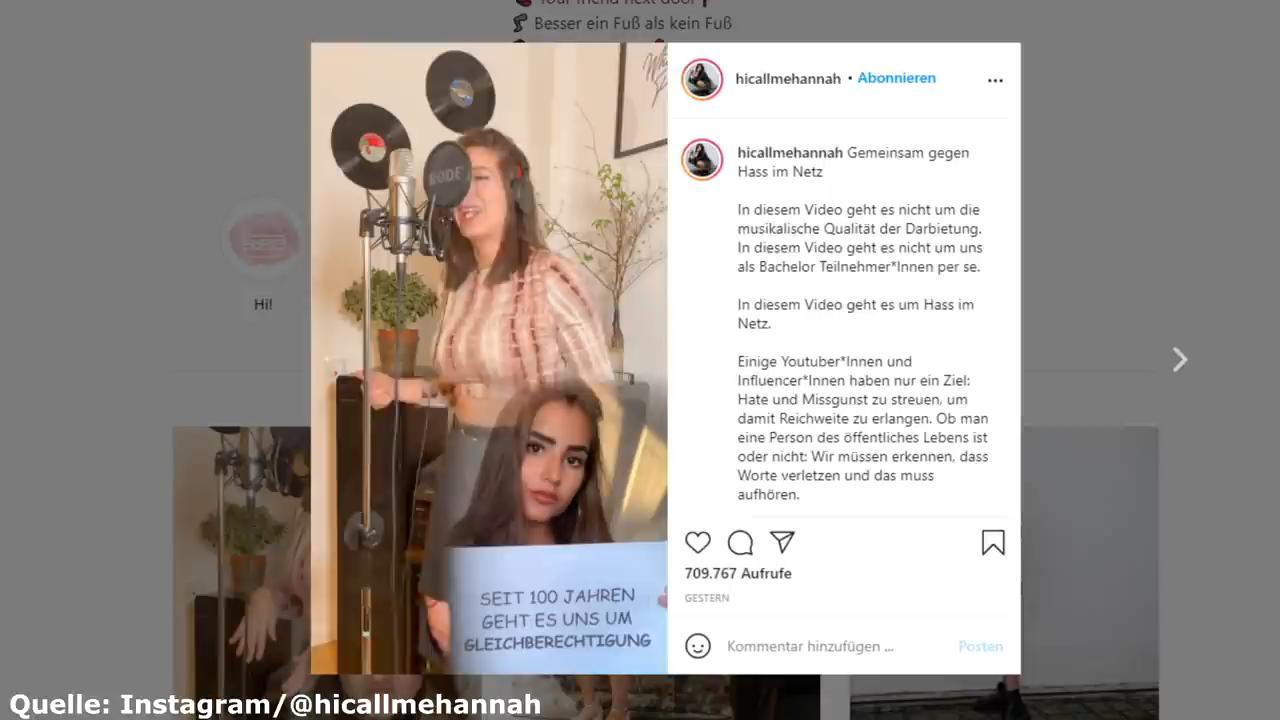 Your friend next door
Besser ein Fuß als kein Fuß
hicallmehannah • Abonnieren
hicallmehannah Gemeinsam gegen
Hass im Netz
In diesem Video geht es nicht um die
musikalische Qualität der Darbietung.
In diesem Video geht es nicht um uns
als Bachelor Teilnehmer*Innen per se.
In diesem Video geht es um Hass im
Netz.
Einige Youtuber*Innen und
Influencer*Innen haben nur ein Ziel:
Hate und Missgunst zu streuen, um
damit Reichweite zu erlangen. Ob man
eine Person des öffentliches Lebens ist
oder nicht: Wir müssen erkennen, dass
Worte verletzen und das muss
aufhören.
709.767 Aufrufe
GESTERN
Kommentar hinzufügen ...
Posten
RODE
Hi!
SEIT 100 JAHREN
GEHT ES UNS UM
GLEICHBERECHTIGUNG
Quelle: Instagram/@hicallmehannah